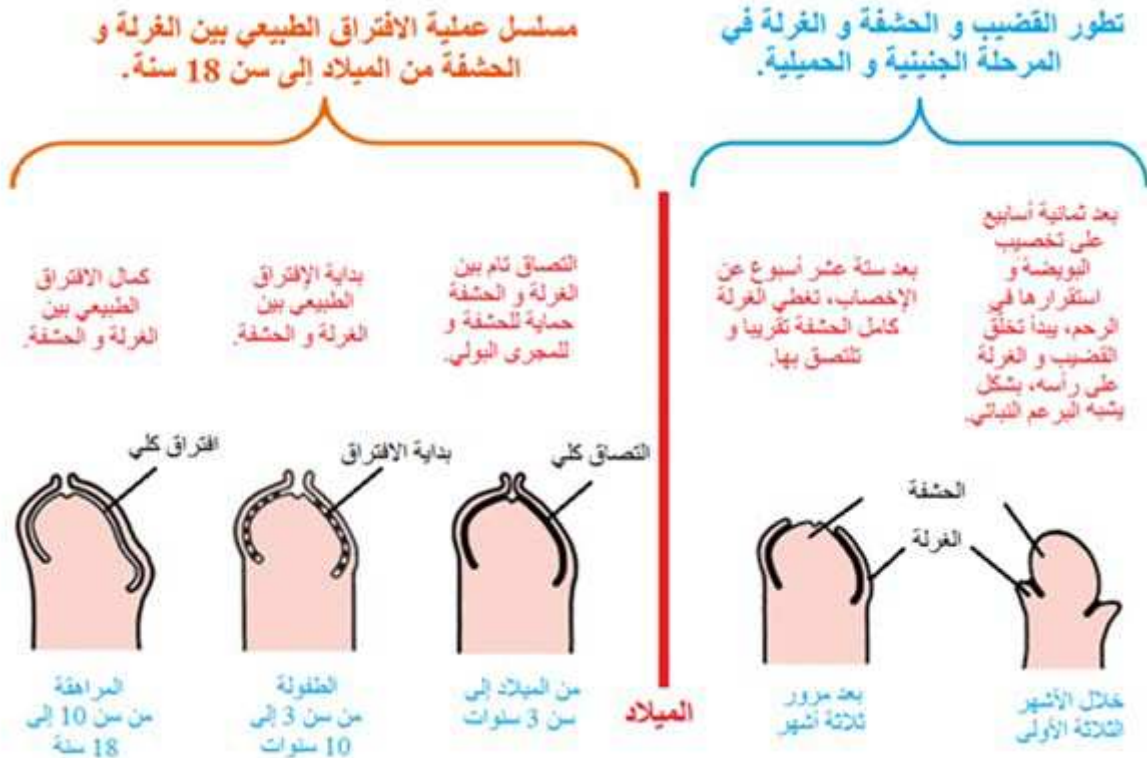 تطور القضيب و الحشفة و الغرلة في
المرحلة الجنينية و الحميلية.
مسلسل عملية الافتراق الطبيعي بين الغرلة و
الحشفة من الميلاد إلى سن 18 سنة.
بعد ثمانية أسابيع
على تخصيب
البويضة و
استقرارها في
الرحم، يبدأ تخلّق
القضيب و الغرلة
على رأسه، بشكل
يشبه البرعم النباتي.
بعد ستة عشر أسبوع عن
الإخصاب، تغطي الغرلة
كامل الحشفة تقريبا و
تلتصق بها.
التصاق تام بين
الغرلة و الحشفة
حماية للحشفة و
للمجرى البولي.
بداية الإفتراق
الطبيعي بين
الغرلة و الحشفة.
كمال الافتراق
الطبيعي بين
الغرلة و الحشفة.
الحشفة
الغرلة
التصاق كلي
بداية الافتراق
افتراق كلي
خلال الأشهر
الثلاثة الأولى
بعد مرور
ثلاثة أشهر
الميلاد
من الميلاد إلى
سن 3 سنوات
الطفولة
من سن 3 إلى
10 سنوات
المراهقة
من سن 10 إلى
18 سنة